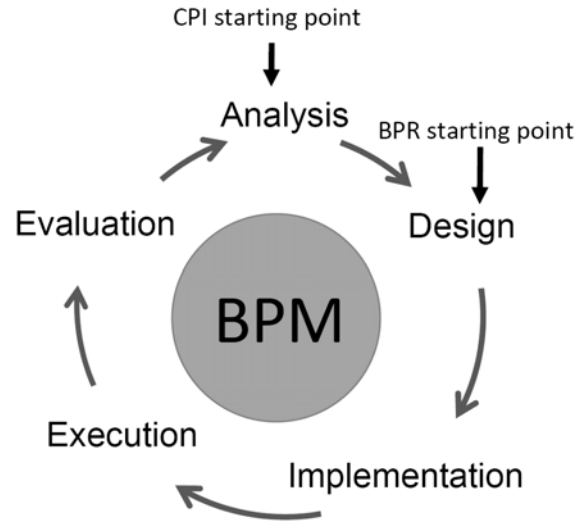 CPI starting point
Analysis
BPR starting point
Design
Evaluation
BPM
Execution
Implementation